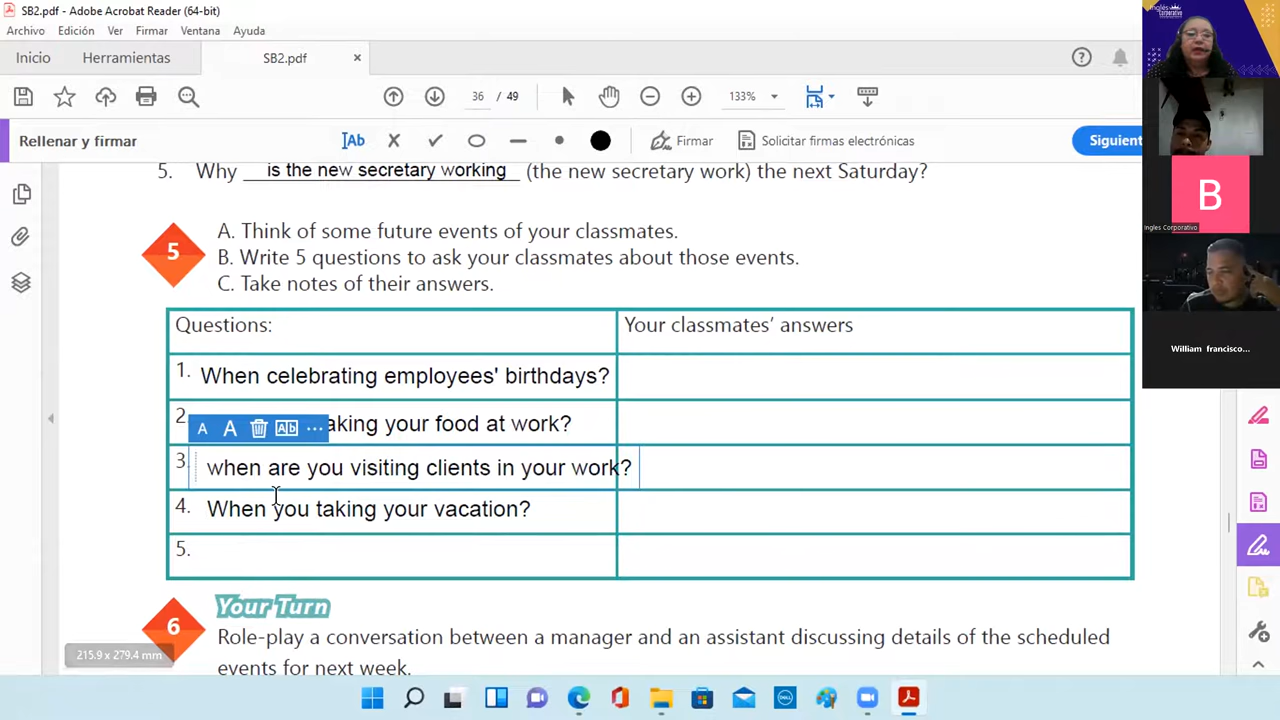 SB2.pdf - Adobe Acrobat Reader (64-bit)
Archivo Edición Ver Firmar Ventana Ayuda
Inicio Herramientas SB2.pdf ×
36 / 49 133%
Rellenar y firmar Ab Firmar Solicitar firmas electrónicas Siguient
5. Why is the new secretary working (the new secretary work) the next Saturday?
5 A. Think of some future events of your classmates.
B. Write 5 questions to ask your classmates about those events.
C. Take notes of their answers.
Questions: Your classmates' answers
1. When celebrating employees' birthdays?
2 aking your food at work?
A A Ab ...
3. when are you visiting clients in your work?
4. When you taking your vacation?
5.
Your Turn
6 Role-play a conversation between a manager and an assistant discussing details of the scheduled
events for next week.
215.9 x 279.4 mm
Inglés
Corporativo
B
Ingles Corporativo
William francisco...
DELL